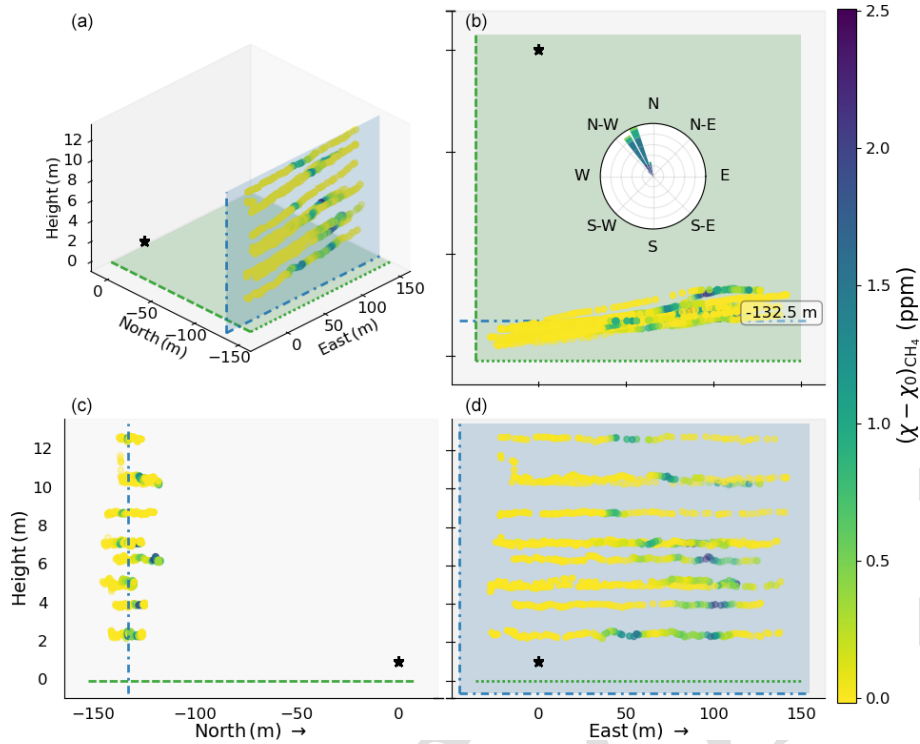 (a)
12
10
8
6
4
2
0
Height (m)
0
−50
−100
−150
North (m)
0
50
100
150
East (m)
(b)
N
N-W
N-E
W
E
S-W
S-E
S
-132.5 m
2.5
2.0
1.5
1.0
0.5
0.0
(χ − χ0)CH4 (ppm)
(c)
12
10
8
6
4
2
0
Height (m)
−150
−100
−50
0
North (m) →
(d)
0
50
100
150
East (m) →